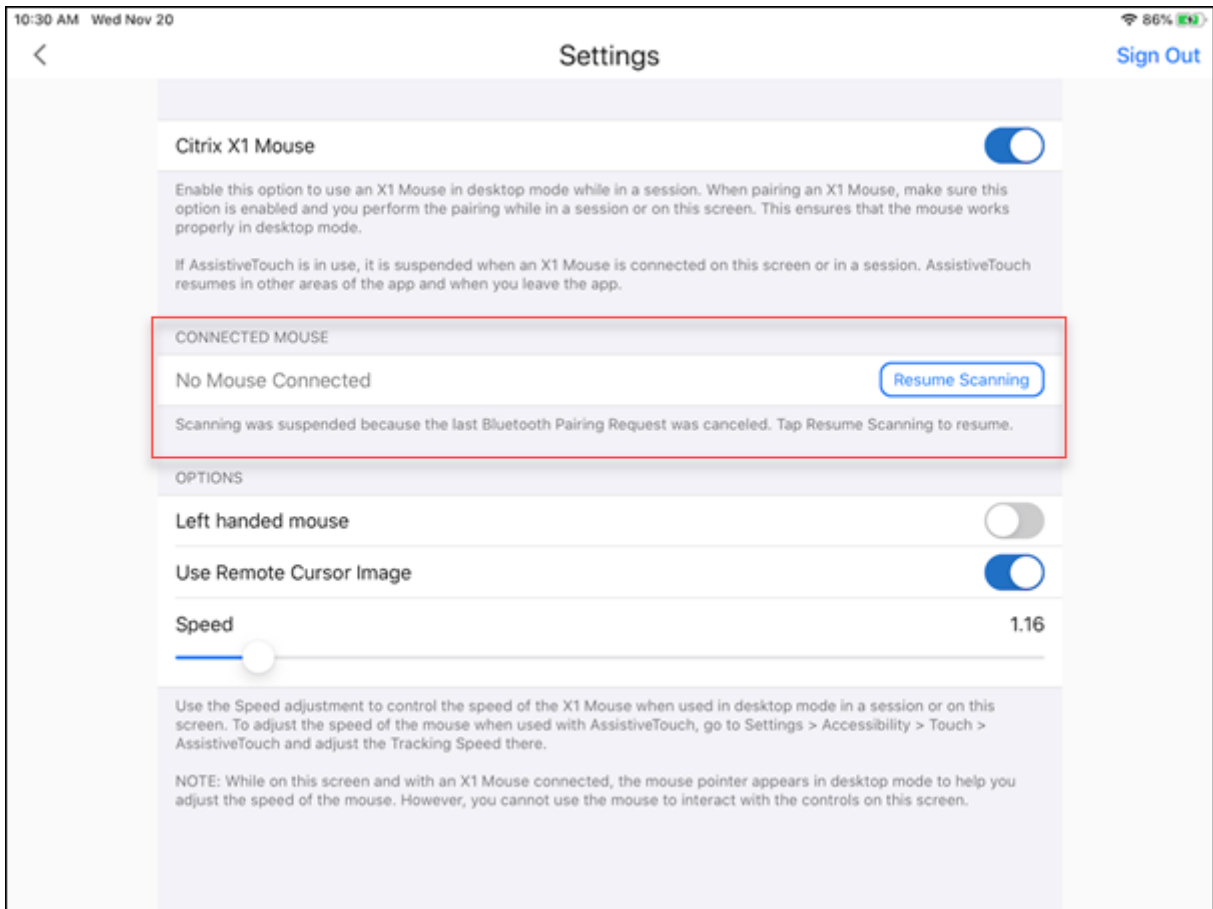 10:30 AM Wed Nov 20
86%
Settings
Sign Out
Citrix X1 Mouse
Enable this option to use an X1 Mouse in desktop mode while in a session. When pairing an X1 Mouse, make sure this
option is enabled and you perform the pairing while in a session or on this screen. This ensures that the mouse works
properly in desktop mode.
If AssistiveTouch is in use, it is suspended when an X1 Mouse is connected on this screen or in a session. AssistiveTouch
resumes in other areas of the app and when you leave the app.
CONNECTED MOUSE
No Mouse Connected
Resume Scanning
Scanning was suspended because the last Bluetooth Pairing Request was canceled. Tap Resume Scanning to resume.
OPTIONS
Left handed mouse
Use Remote Cursor Image
Speed
1.16
Use the Speed adjustment to control the speed of the X1 Mouse when used in desktop mode in a session or on this
screen. To adjust the speed of the mouse when used with AssistiveTouch, go to Settings > Accessibility > Touch >
AssistiveTouch and adjust the Tracking Speed there.
NOTE: While on this screen and with an X1 Mouse connected, the mouse pointer appears in desktop mode to help you
adjust the speed of the mouse. However, you cannot use the mouse to interact with the controls on this screen.